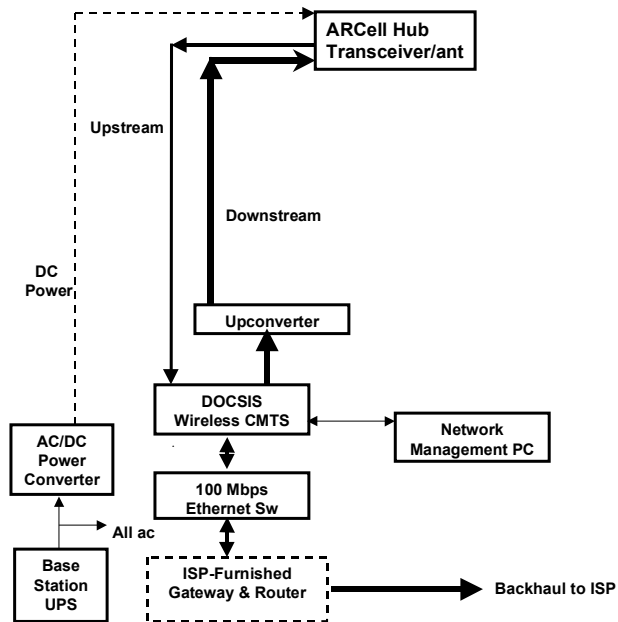 ARCell Hub
Transceiver/ant
Upstream
Downstream
DC
Power
Upconverter
DOCSIS
Wireless CMTS
Network
Management PC
AC/DC
Power
Converter
100 Mbps
Ethernet Sw
All ac
Base
Station
UPS
ISP-Furnished
Gateway & Router
Backhaul to ISP